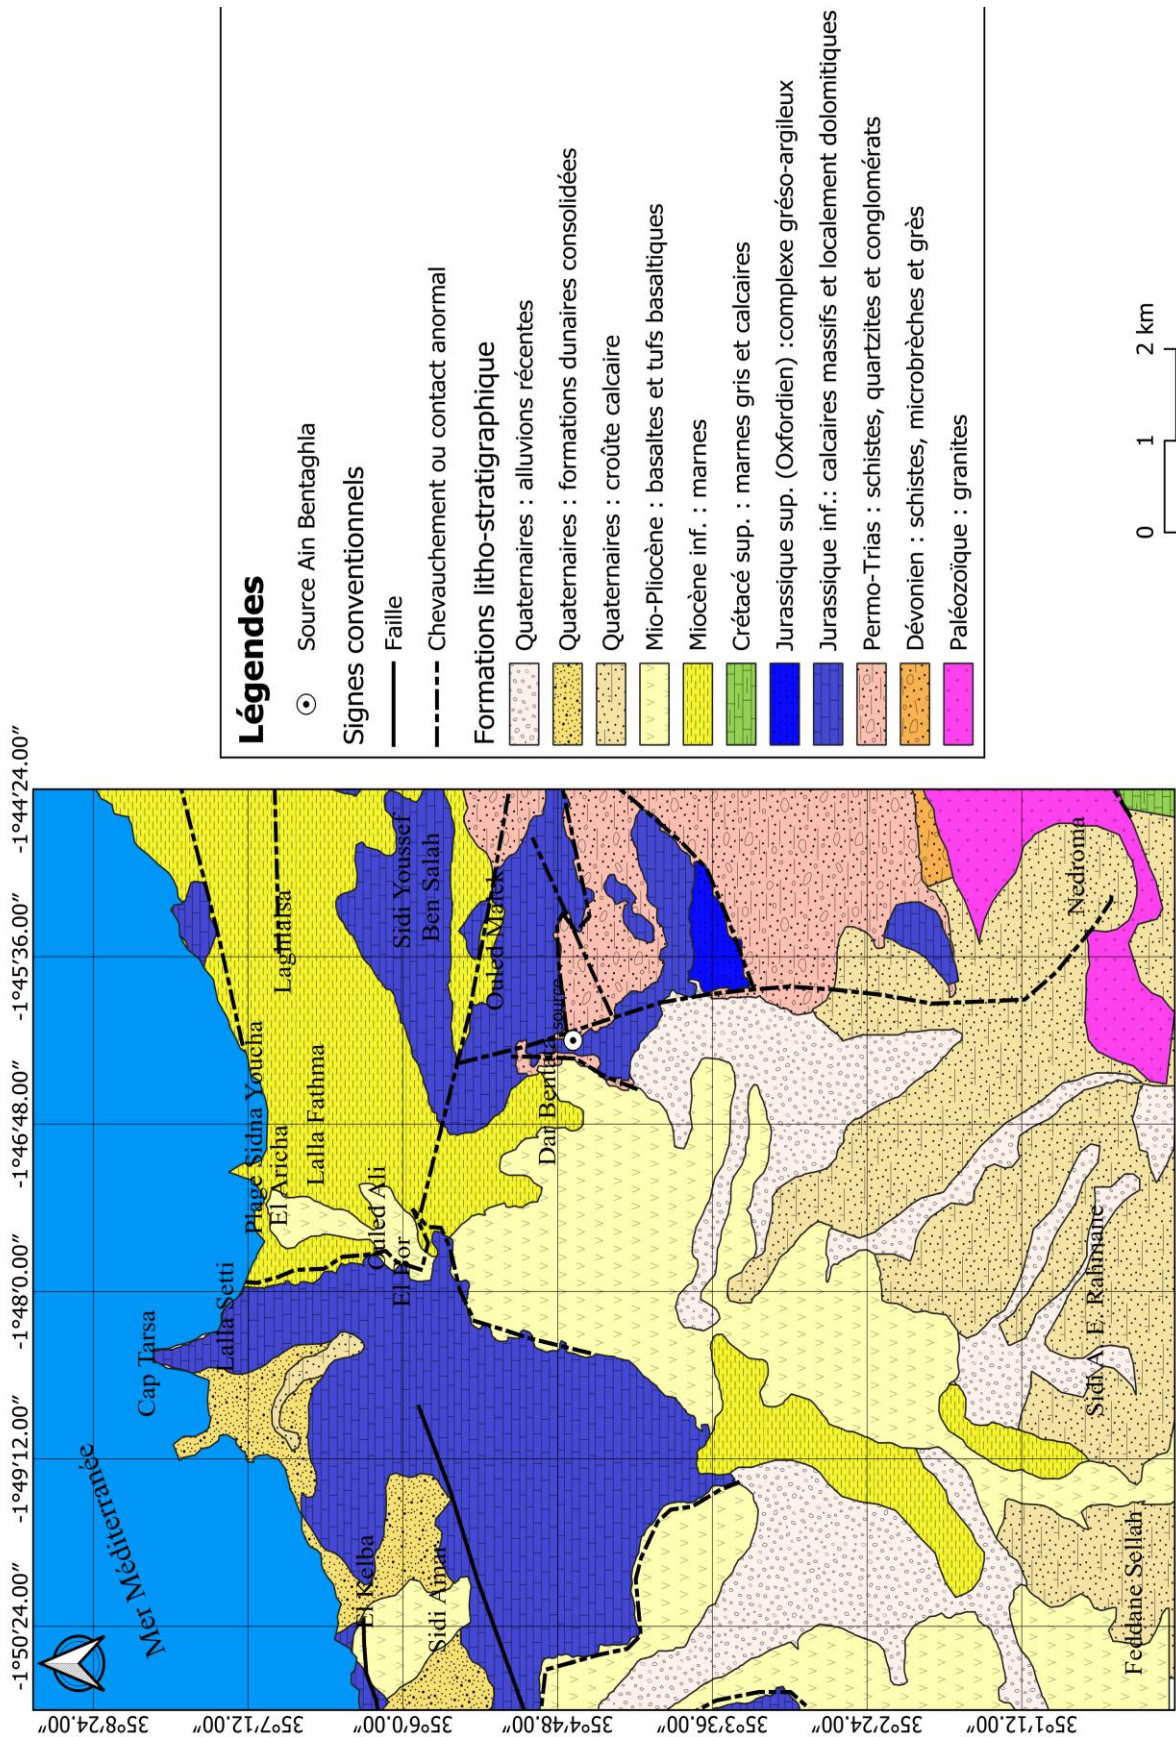 -1°50′24.00″
-1°49′12.00″
-1°48′0.00″
-1°46′48.00″
-1°45′36.00″
-1°44′24.00″
35°8′24.00″
35°7′12.00″
35°6′0.00″
35°4′48.00″
35°3′36.00″
35°2′24.00″
35°1′12.00″
Mer Méditerranée
Cap Tarsa
Lalla Setti
Plage Sidna Youcha
El Aricha
Lalla Fathma
Laghdaisa
Ouled Ali
El Bor
Sidi Youssef
Ben Salah
Ouled Marek
El Kelba
Sidi Amar
source
Nedroma
Sidi A. E. Rahmane
Feddane Sellah
Légendes
Source Ain Bentaghla
Signes conventionnels
Faille
Chevauchement ou contact anormal
Formations litho-stratigraphique
Quaternaires : alluvions récentes
Quaternaires : formations dunaires consolidées
Quaternaires : croûte calcaire
Mio-Pliocène : basaltes et tufs basaltiques
Miocène inf. : marnes
Crétacé sup. : marnes gris et calcaires
Jurassique sup. (Oxfordien) :complexe gréso-argileux
Jurassique inf.: calcaires massifs et localement dolomitiques
Permo-Trias : schistes, quartzites et conglomérats
Dévonien : schistes, microbrèches et grès
Paléozoïque : granites
0 1 2 km